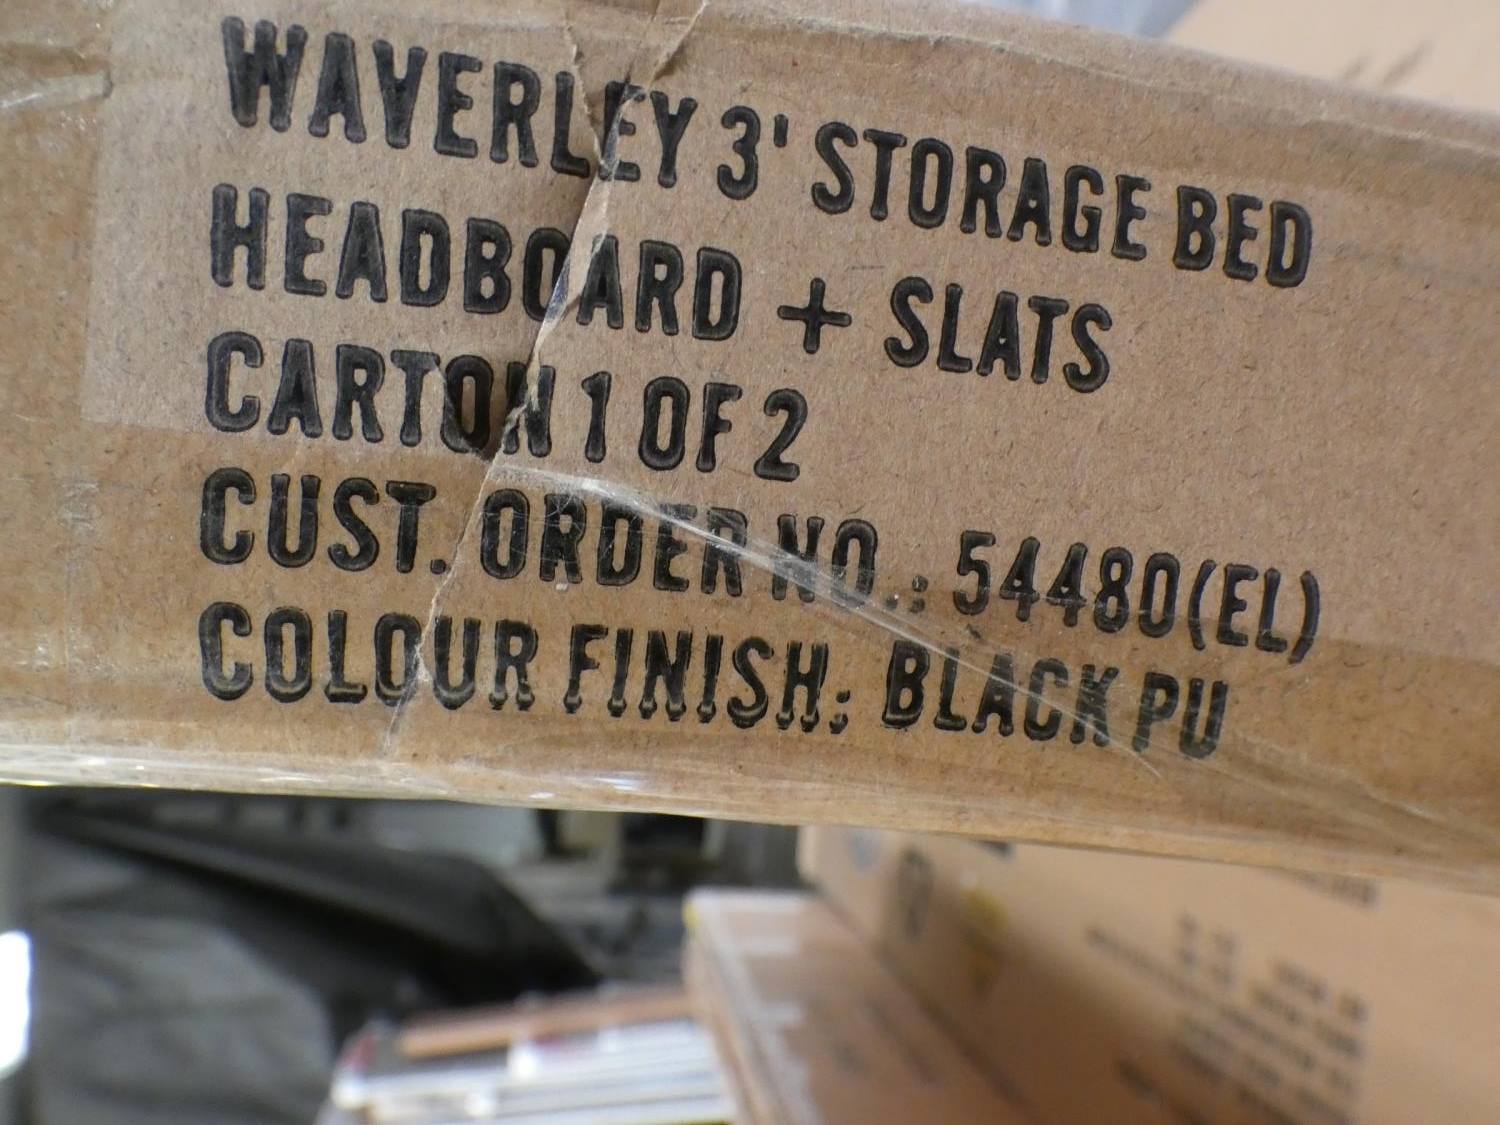 WAVERLEY 3' STORAGE BED
HEADBOARD + SLATS
CARTON 1 OF 2
CUST. ORDER NO.: 54480(EL)
COLOUR FINISH: BLACK PU